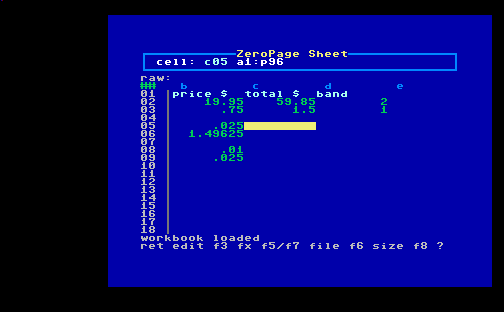 ZeroPage Sheet
cell: c05 a1:p96
raw:
## b c d e
01 price $ total $ band
02 19.95 59.85 2
03 .75 1.5 1
04
05 .025
06 1.49625
07
08 .01
09 .025
10
11
12
13
14
15
16
17
18
workbook loaded
ret edit f3 fx f5/f7 file f6 size f8 ?